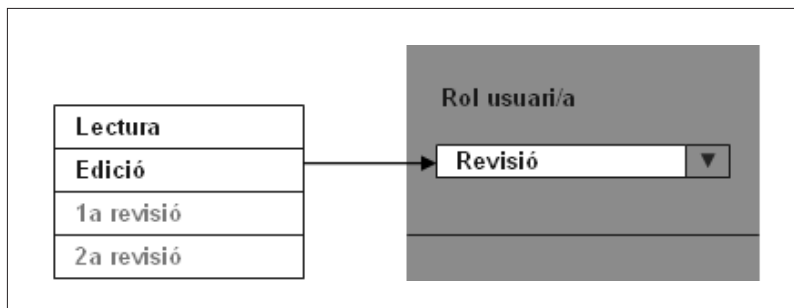 Lectura
Edició
1a revisió
2a revisió
Rol usuari/a
Revisió